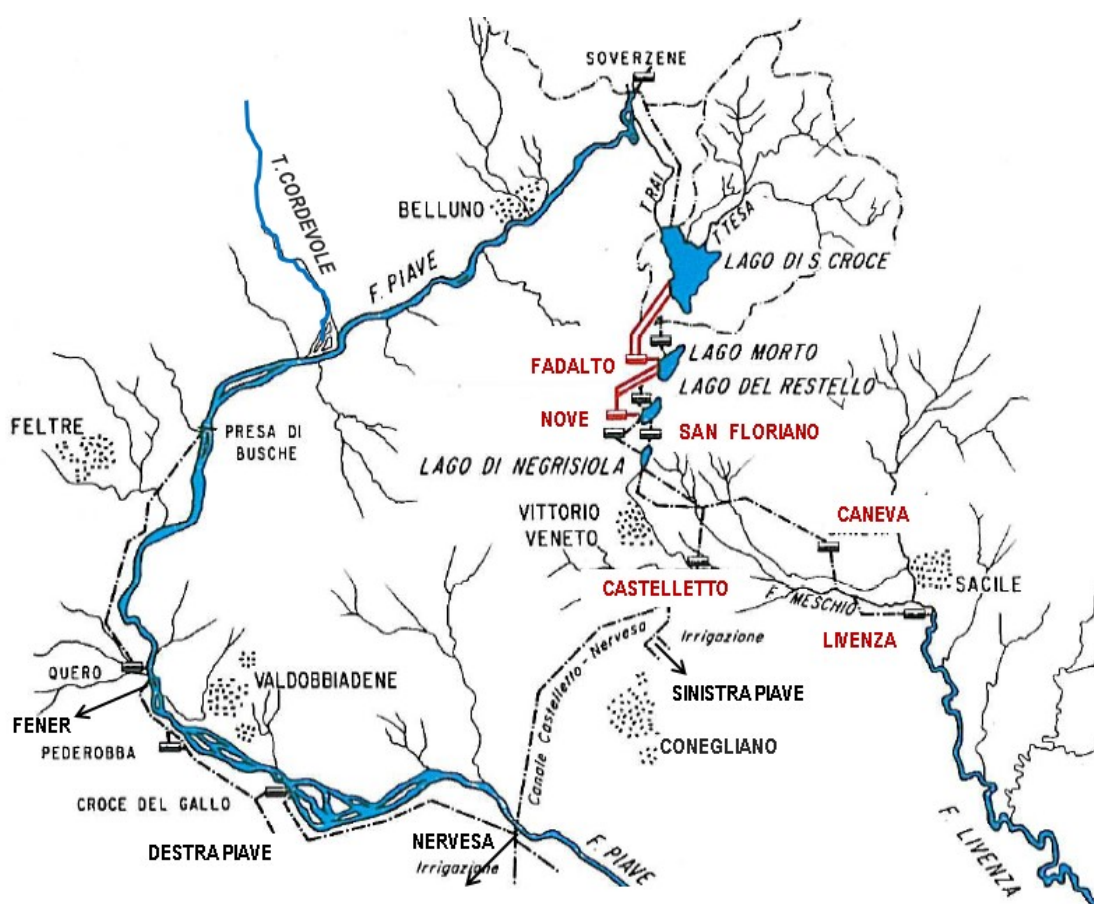 SOVERZENE
T. CORDEVOLE
BELLUNO
T. RAI
T. TESA
F. PIAVE
LAGO DI S. CROCE
FADALTO
LAGO MORTO
LAGO DEL RESTELLO
NOVE
SAN FLORIANO
FELTRE
PRESA DI
BUSCHE
LAGO DI NEGRISIOLA
VITTORIO
VENETO
CANEVA
CASTELLETTO
SACILE
F. MESCHIO
LIVENZA
Irrigazione
Canale Castelletto - Nervesa
QUERO
VALDOBBIADENE
SINISTRA PIAVE
FENER
CONEGLIANO
PEDEROBBA
CROCE DEL GALLO
DESTRA PIAVE
NERVESA
Irrigazione
F. PIAVE
F. LIVENZA